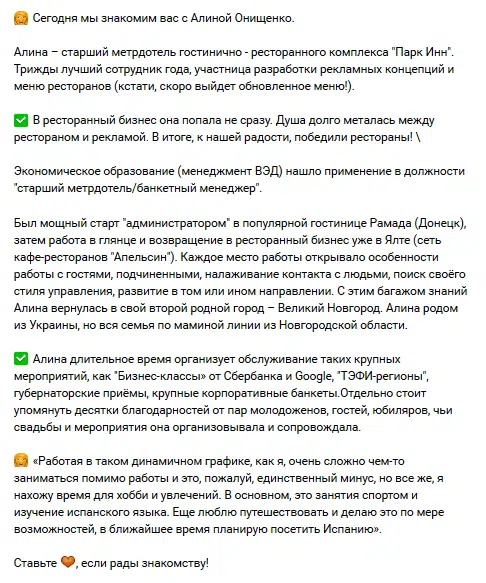 Сегодня мы знакомим вас с Алиной Онищенко.
Алина – старший метрдотель гостинично - ресторанного комплекса "Парк Инн".
Трижды лучший сотрудник года, участница разработки рекламных концепций и
меню ресторанов (кстати, скоро выйдет обновленное меню!).
✅ В ресторанный бизнес она попала не сразу. Душа долго металась между
рестораном и рекламой. В итоге, к нашей радости, победили рестораны! \
Экономическое образование (менеджмент ВЭД) нашло применение в должности
"старший метрдотель/банкетный менеджер".
Был мощный старт "администратором" в популярной гостинице Рамада (Донецк),
затем работа в глянце и возвращение в ресторанный бизнес уже в Ялте (сеть
кафе-ресторанов "Апельсин"). Каждое место работы открывало особенности
работы с гостями, подчиненными, налаживание контакта с людьми, поиск своёго
стиля управления, развитие в том или ином направлении. С этим багажом знаний
Алина вернулась в свой второй родной город – Великий Новгород. Алина родом
из Украины, но вся семья по маминой линии из Новгородской области.
✅ Алина длительное время организует обслуживание таких крупных
мероприятий, как "Бизнес-классы» от Сбербанка и Google, "ТЭФИ-регионы",
губернаторские приёмы, крупные корпоративные банкеты.Отдельно стоит
упомянуть десятки благодарностей от пар молодоженов, гостей, юбиляров, чьи
свадьбы и мероприятия она организовывала и сопровождала.
«Работая в таком динамичном графике, как я, очень сложно чем-то
заниматься помимо работы и это, пожалуй, единственный минус, но все же, я
нахожу время для хобби и увлечений. В основном, это занятия спортом и
изучение испанского языка. Еще люблю путешествовать и делаю это по мере
возможностей, в ближайшее время планирую посетить Испанию».
Ставьте 🧡, если рады знакомству!